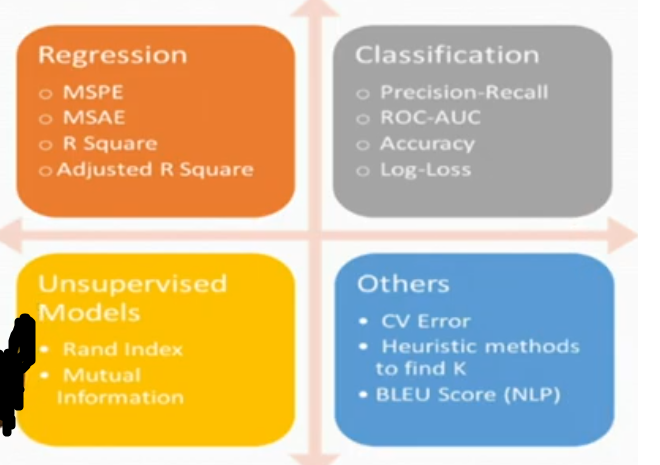 Regression
○ MSPE
○ MSAE
○ R Square
○ Adjusted R Square
Classification
○ Precision-Recall
○ ROC-AUC
○ Accuracy
○ Log-Loss
Unsupervised
Models
• Rand Index
• Mutual
Information
Others
• CV Error
• Heuristic methods
to find K
• BLEU Score (NLP)